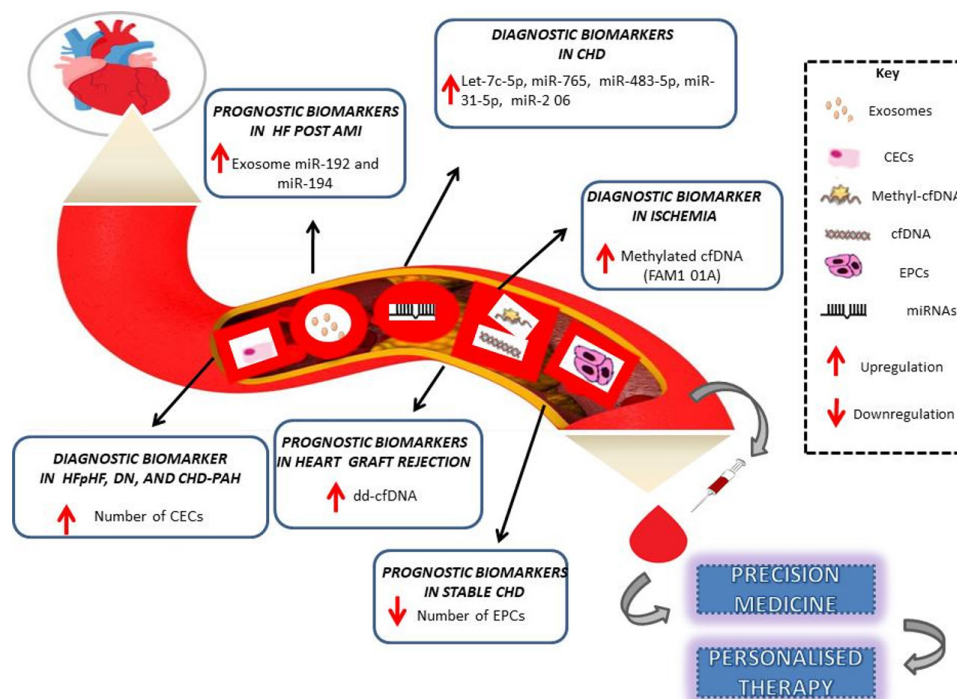 DIAGNOSTIC BIOMARKERS
IN CHD
Let-7c-5p, miR-765, miR-483-5p, miR-
31-5p, miR-2 06
PROGNOSTIC BIOMARKERS
IN HF POST AMI
Exosome miR-192 and
miR-194
DIAGNOSTIC BIOMARKER
IN ISCHEMIA
Methylated cfDNA
(FAM1 01A)
Key
Exosomes
CECs
Methyl-cfDNA
cfDNA
EPCs
miRNAs
Upregulation
Downregulation
DIAGNOSTIC BIOMARKER
IN HFpHF, DN, AND CHD-PAH
Number of CECs
PROGNOSTIC BIOMARKERS
IN HEART GRAFT REJECTION
dd-cfDNA
PROGNOSTIC BIOMARKERS
IN STABLE CHD
Number of EPCs
PRECISION
MEDICINE
PERSONALISED
THERAPY